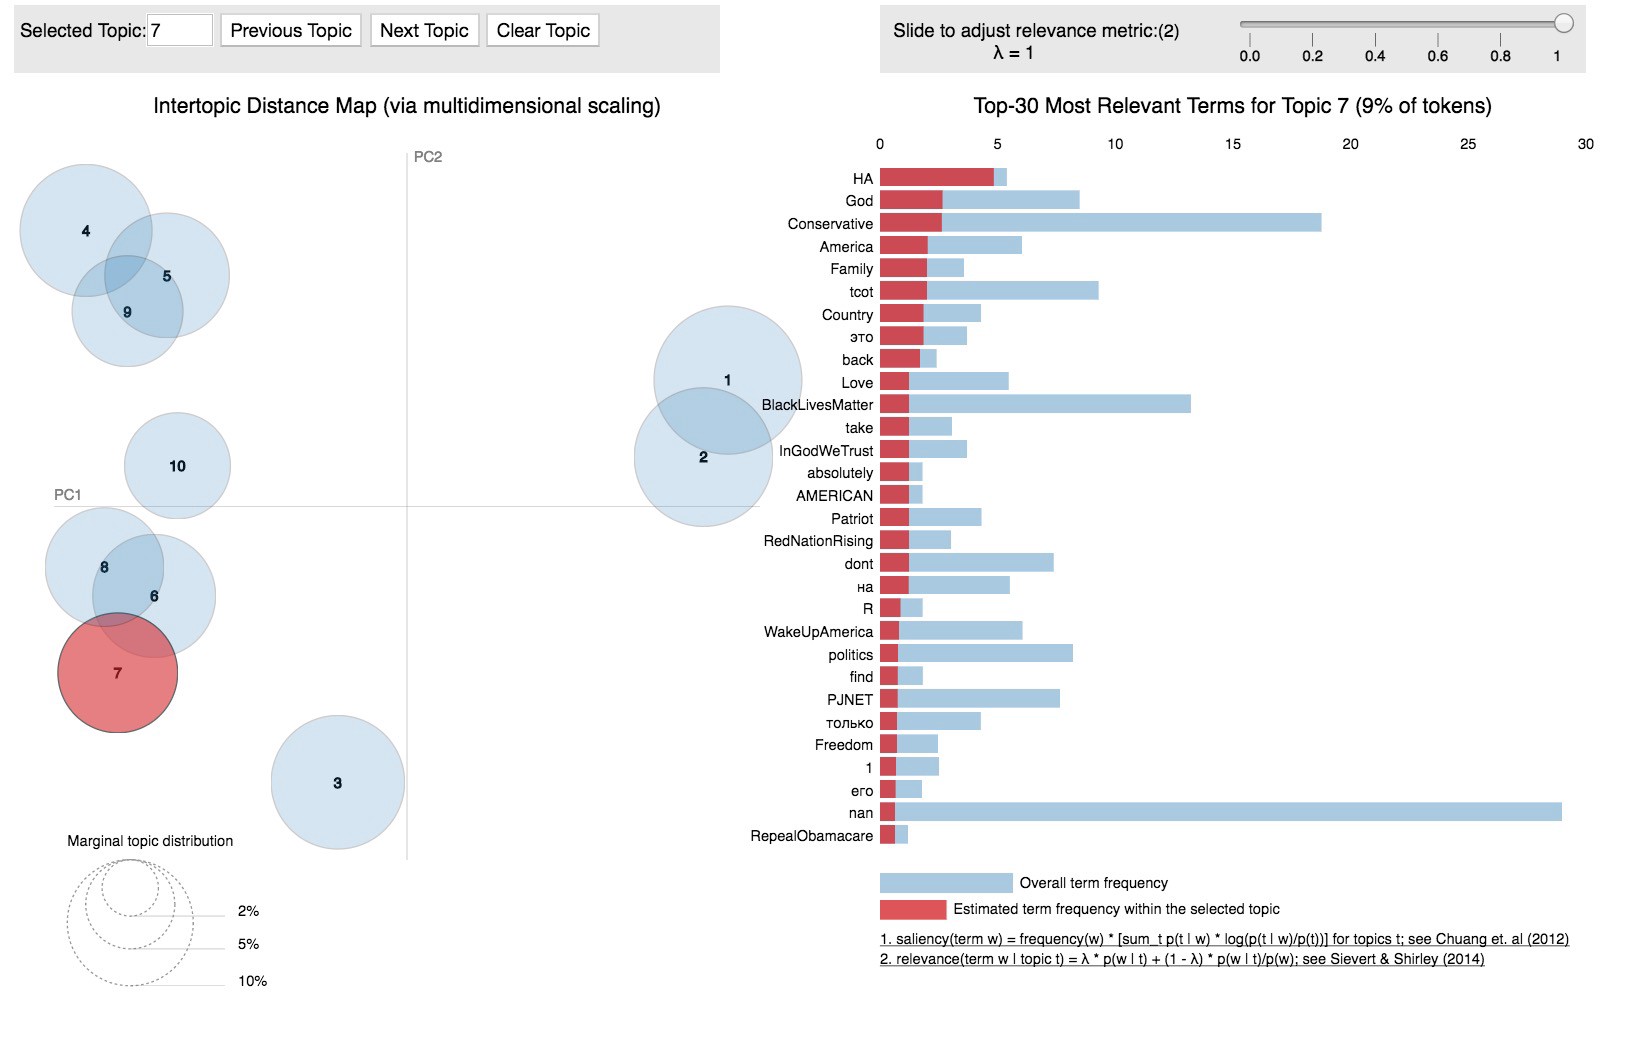 Selected Topic: 7 Previous Topic Next Topic Clear Topic
Slide to adjust relevance metric:(2)
λ = 1
0.0 0.2 0.4 0.6 0.8 1
Intertopic Distance Map (via multidimensional scaling)
PC2
PC1
4
5
9
1
2
10
8
6
7
3
Marginal topic distribution
2%
5%
10%
Top-30 Most Relevant Terms for Topic 7 (9% of tokens)
0 5 10 15 20 25 30
HA
God
Conservative
America
Family
tcot
Country
это
back
Love
BlackLivesMatter
take
InGodWeTrust
absolutely
AMERICAN
Patriot
RedNationRising
dont
на
R
WakeUpAmerica
politics
find
PJNET
только
Freedom
1
его
nan
RepealObamacare
Overall term frequency
Estimated term frequency within the selected topic
1. saliency(term w) = frequency(w) * [sum_t p(t | w) * log(p(t | w)/p(t))] for topics t; see Chuang et. al (2012)
2. relevance(term w | topic t) = λ * p(w | t) + (1 - λ) * p(w | t)/p(w); see Sievert & Shirley (2014)